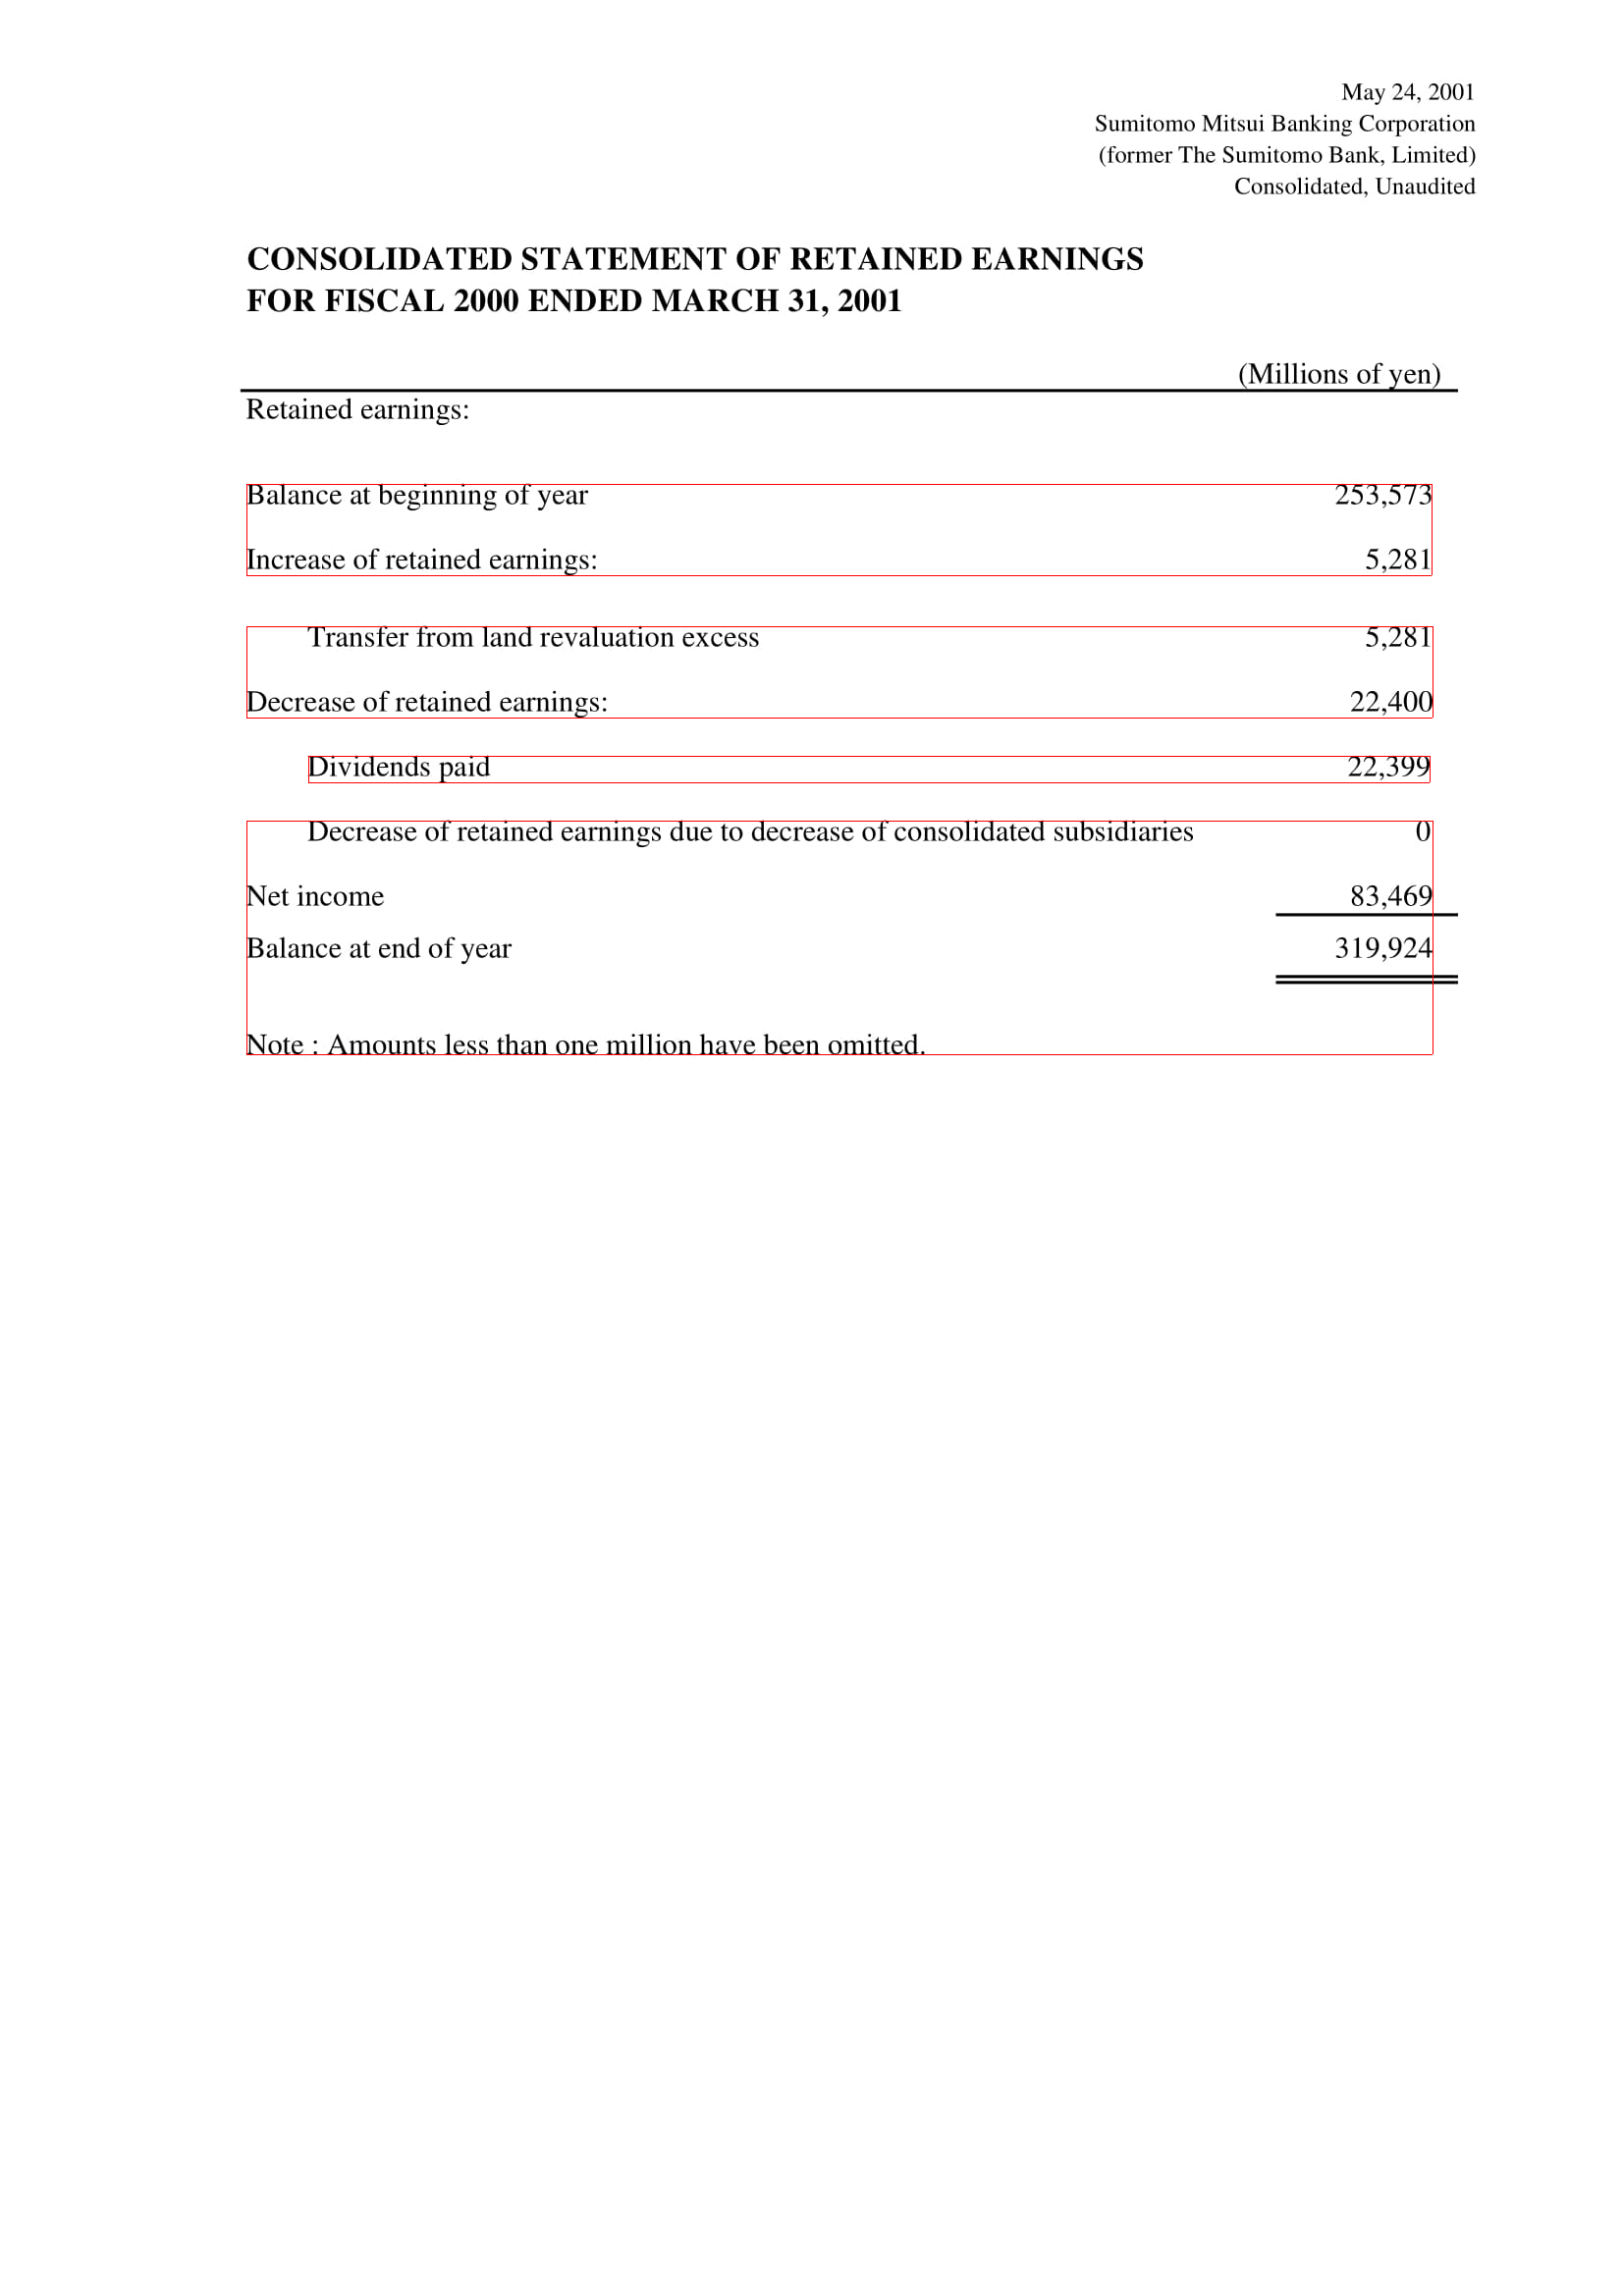 May 24, 2001
Sumitomo Mitsui Banking Corporation
(former The Sumitomo Bank, Limited)
Consolidated, Unaudited
CONSOLIDATED STATEMENT OF RETAINED EARNINGS
FOR FISCAL 2000 ENDED MARCH 31, 2001
(Millions of yen)
Retained earnings:
Balance at beginning of year 253,573
Increase of retained earnings: 5,281
Transfer from land revaluation excess 5,281
Decrease of retained earnings: 22,400
Dividends paid 22,399
Decrease of retained earnings due to decrease of consolidated subsidiaries 0
Net income 83,469
Balance at end of year 319,924
Note : Amounts less than one million have been omitted.